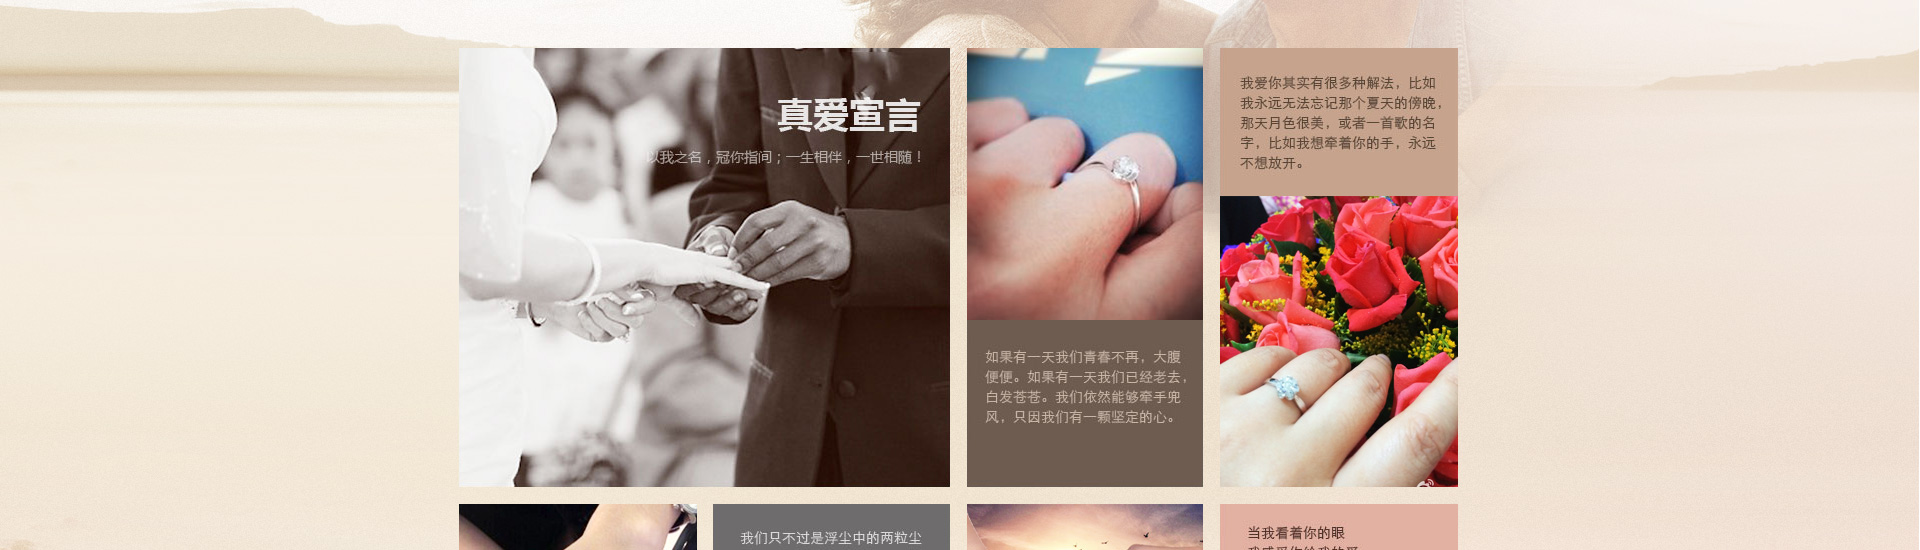 真爱宣言
以我之名，冠你指间；一生相伴，一世相随！
如果有一天我们青春不再，大腹
便便。如果有一天我们已经老去，
白发苍苍。我们依然能够牵手兜
风，只因我们有一颗坚定的心。
我爱你其实有很多种解法，比如
我永远无法忘记那个夏天的傍晚，
那天月色很美，或者一首歌的名
字，比如我想牵着你的手，永远
不想放开。
我们只不过是浮尘中的两粒尘
当我看着你的眼